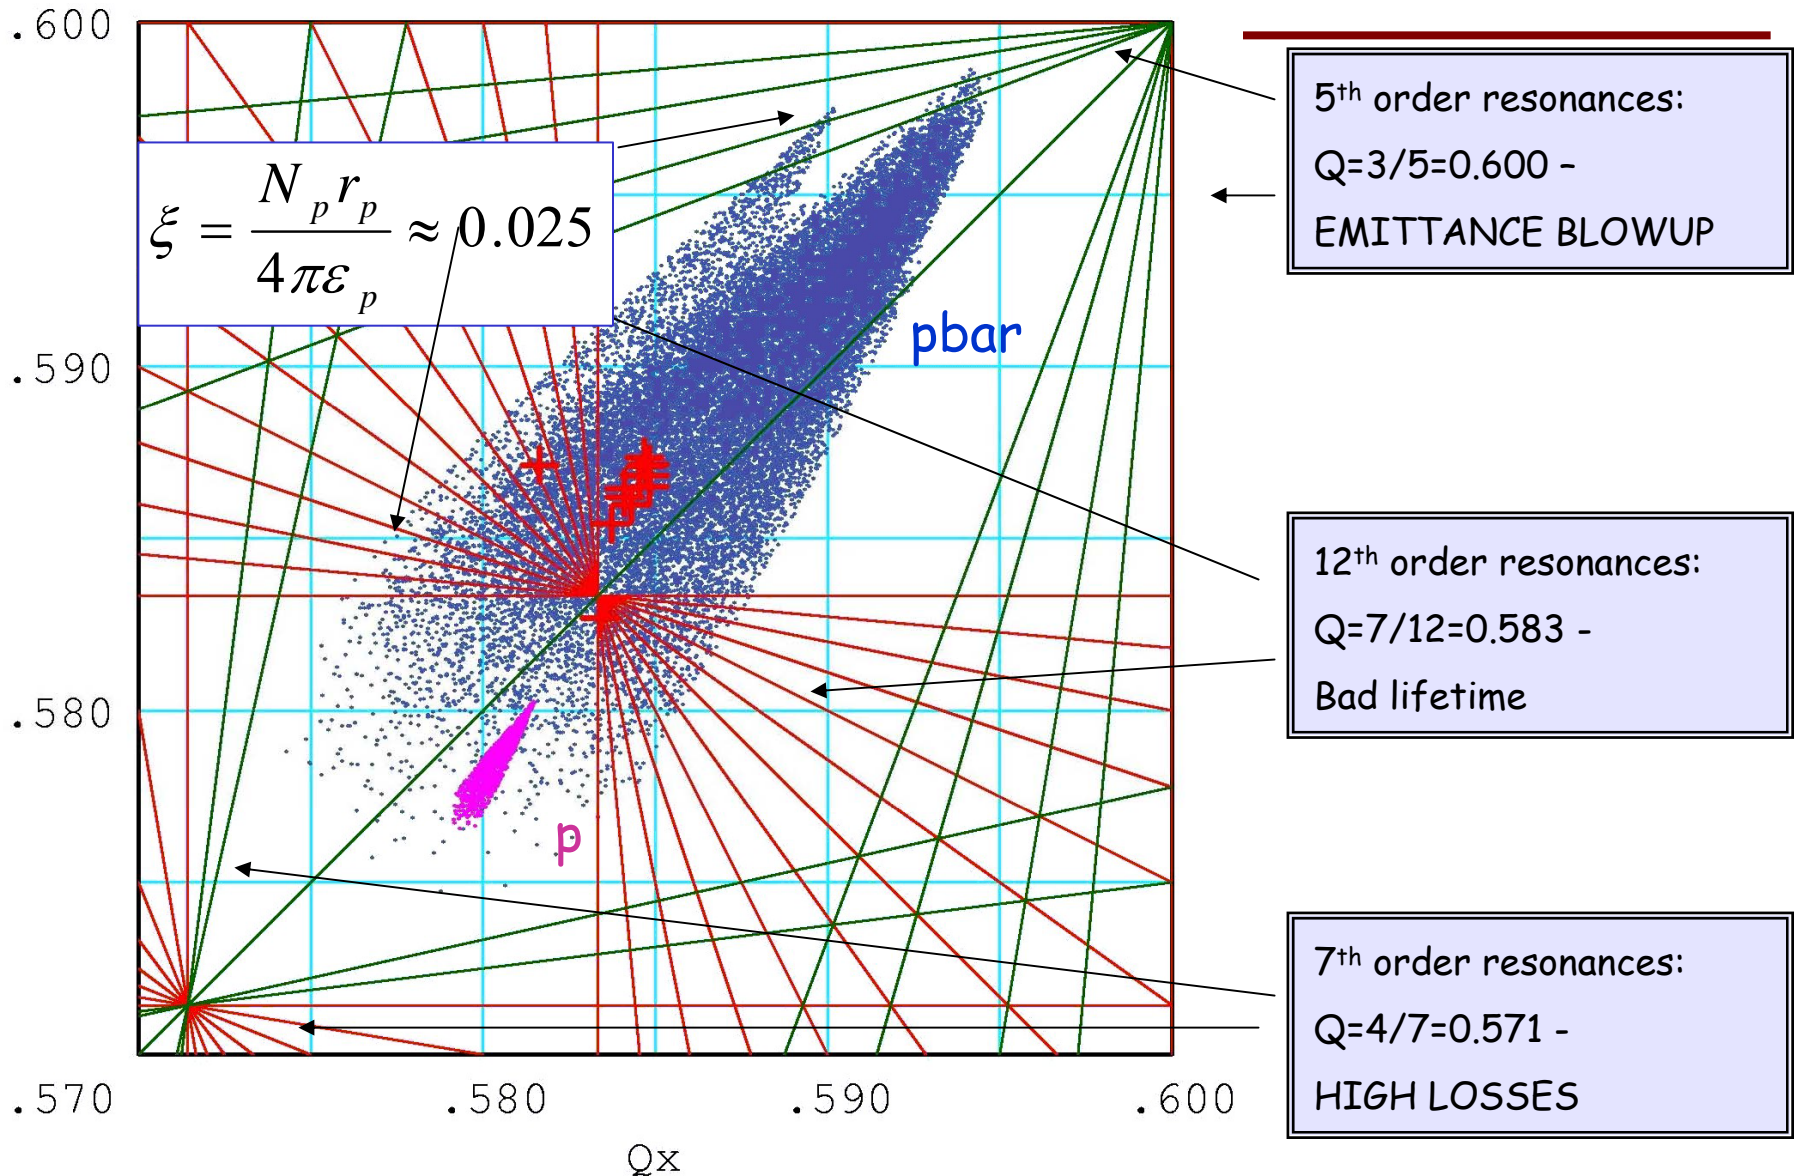 .600
.590
.580
.570
.580
.590
.600
Qx
ξ = N_p r_p / 4πε_p ≈ 0.025
pbar
p
5th order resonances:
Q=3/5=0.600 –
EMITTANCE BLOWUP
12th order resonances:
Q=7/12=0.583 -
Bad lifetime
7th order resonances:
Q=4/7=0.571 -
HIGH LOSSES